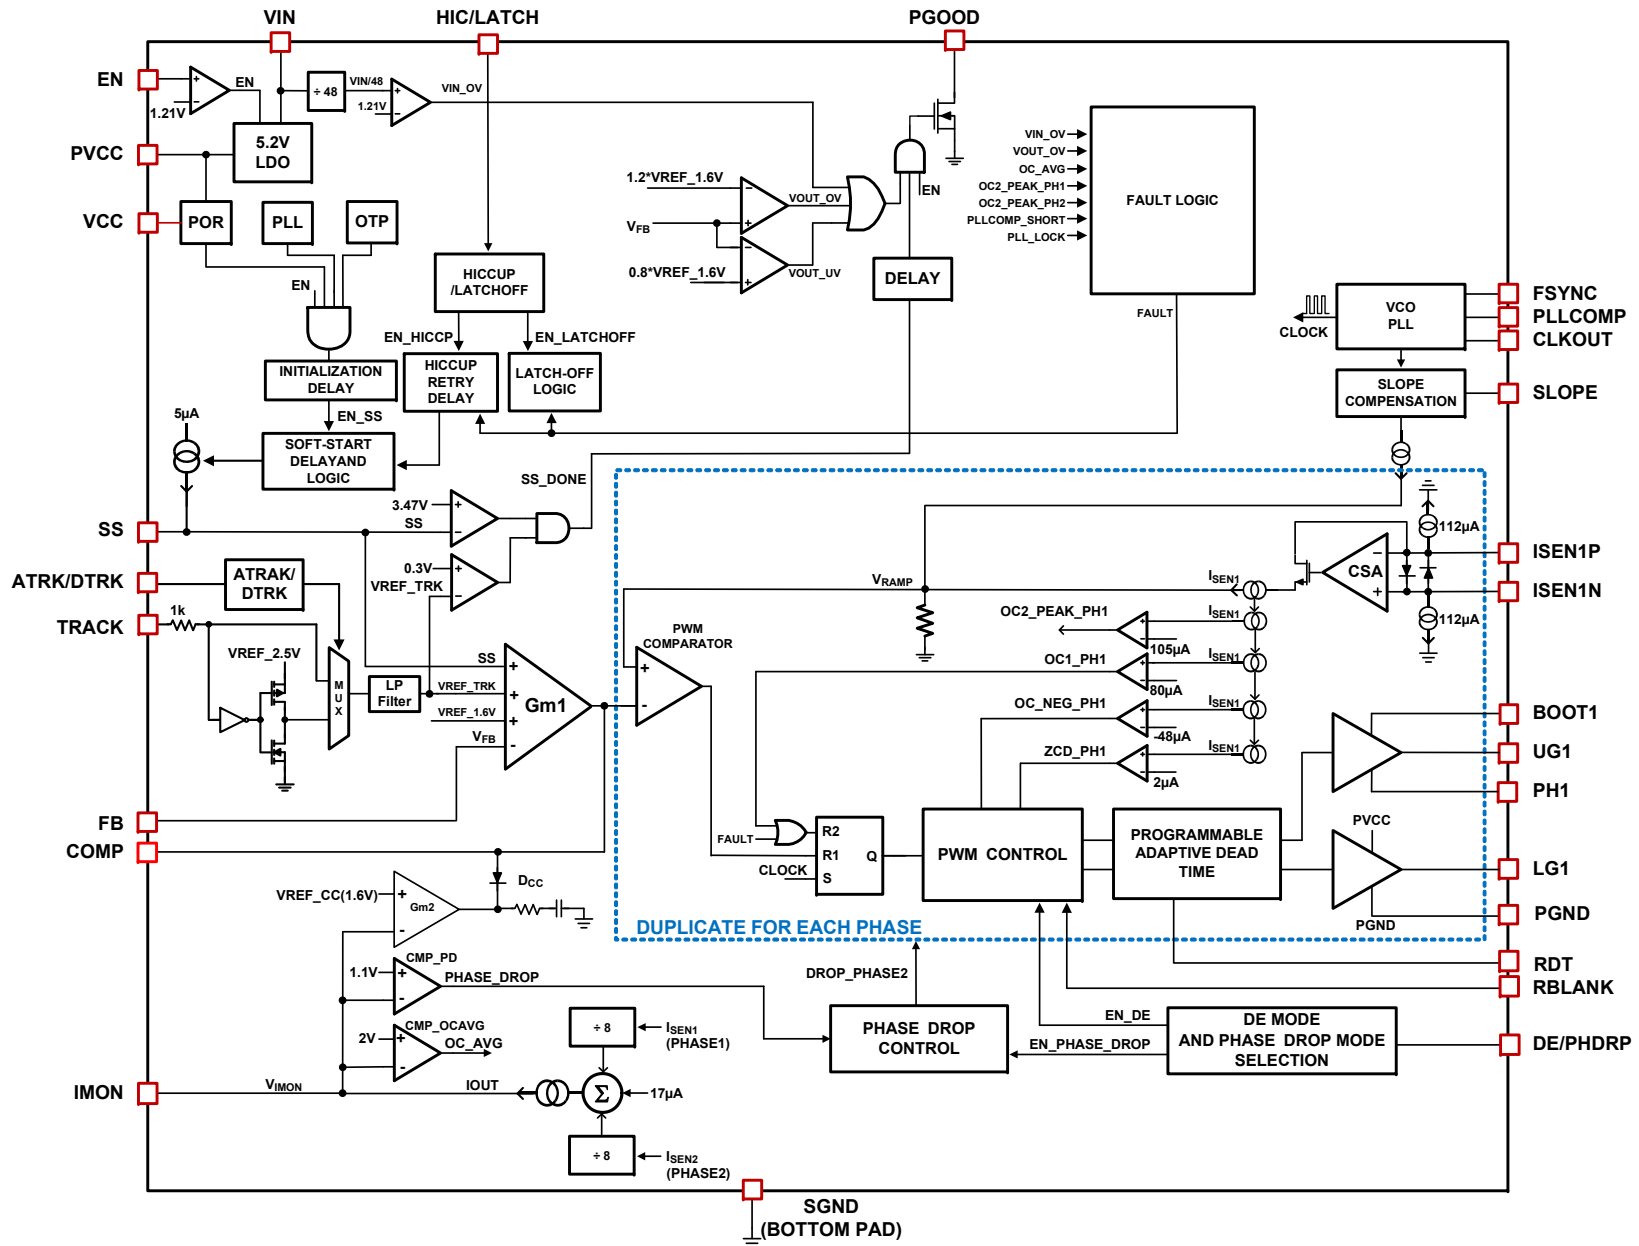 VIN
HIC/LATCH
PGOOD
EN
+
−
1.21V
EN
÷ 48
VIN/48
1.21V
+
−
VIN_OV
5.2V
LDO
PVCC
VCC
POR
PLL
OTP
EN
INITIALIZATION
DELAY
EN_SS
5µA
SOFT-START
DELAYAND
LOGIC
HICCUP
/LATCHOFF
EN_HICCP
EN_LATCHOFF
HICCUP
RETRY
DELAY
LATCH-OFF
LOGIC
1.2*VREF_1.6V
VFB
0.8*VREF_1.6V
−
+
VOUT_OV
−
+
VOUT_UV
EN
DELAY
VIN_OV
VOUT_OV
OC_AVG
OC2_PEAK_PH1
OC2_PEAK_PH2
PLLCOMP_SHORT
PLL_LOCK
FAULT LOGIC
FAULT
CLOCK
VCO
PLL
FSYNC
PLLCOMP
CLKOUT
SLOPE
COMPENSATION
SLOPE
SS
3.47V
SS
+
−
SS_DONE
0.3V
VREF_TRK
+
−
ATRK/DTRK
ATRAK/
DTRK
TRACK
1k
VREF_2.5V
M
U
X
LP
Filter
SS
VREF_TRK
VREF_1.6V
VFB
+
+
+
-
Gm1
PWM
COMPARATOR
+
-
VRAMP
ISEN1
ISEN1
ISEN1
ISEN1
ISEN1
CSA
−
+
112µA
112µA
ISEN1P
ISEN1N
OC2_PEAK_PH1
+
−
105µA
OC1_PH1
+
−
80µA
OC_NEG_PH1
+
−
-48µA
ZCD_PH1
+
−
2µA
BOOT1
UG1
PH1
LG1
PGND
PVCC
PGND
FAULT
CLOCK
R2
R1
S
Q
PWM CONTROL
PROGRAMMABLE
ADAPTIVE DEAD
TIME
DUPLICATE FOR EACH PHASE
FB
COMP
VREF_CC(1.6V)
+
-
Gm2
DCC
1.1V
CMP_PD
+
-
PHASE_DROP
2V
CMP_OCAVG
+
-
OC_AVG
IMON
VIMON
IOUT
÷ 8
ISEN1
(PHASE1)
Σ
17µA
÷ 8
ISEN2
(PHASE2)
DROP_PHASE2
PHASE DROP
CONTROL
EN_DE
EN_PHASE_DROP
DE MODE
AND PHASE DROP MODE
SELECTION
RDT
RBLANK
DE/PHDRP
SGND
(BOTTOM PAD)